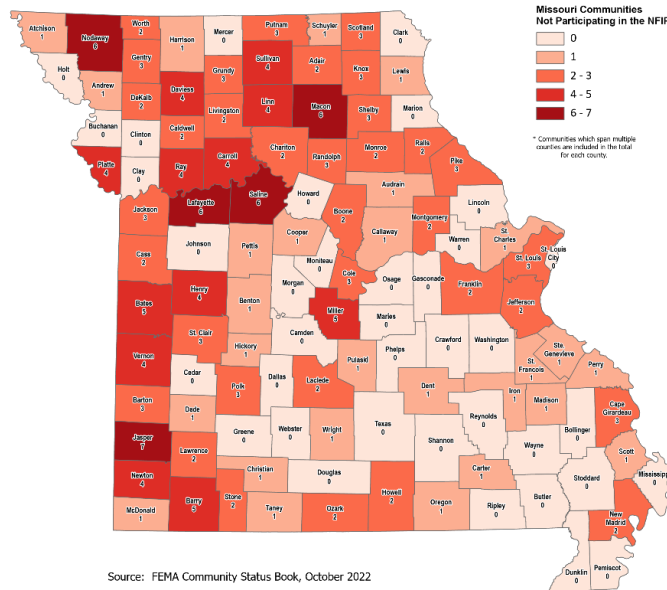 Missouri Communities
Not Participating in the NFIP
0
1
2 - 3
4 - 5
6 - 7
* Communities which span multiple
counties are included in the total
for each county.
Atchison
1
Nodaway
6
Worth
2
Harrison
1
Mercer
0
Putnam
3
Schuyler
1
Scotland
3
Clark
0
Holt
0
Gentry
3
Sullivan
4
Adair
2
Knox
3
Lewis
1
Andrew
1
DeKalb
2
Daviess
4
Grundy
3
Linn
4
Macon
6
Shelby
3
Marion
0
Buchanan
0
Clinton
0
Caldwell
2
Livingston
2
Chariton
2
Randolph
3
Monroe
2
Ralls
2
Pike
3
Platte
4
Clay
0
Ray
4
Carroll
4
Audrain
1
Jackson
3
Lafayette
6
Saline
6
Howard
0
Boone
2
Callaway
1
Montgomery
2
Lincoln
0
Warren
0
St
Charles
1
St. Louis
3
St. Louis
City
0
Cass
2
Johnson
0
Pettis
1
Cooper
1
Moniteau
0
Cole
3
Osage
0
Gasconade
0
Franklin
2
Jefferson
2
Bates
5
Henry
4
Benton
1
Morgan
0
Miller
5
Maries
0
Camden
0
Vernon
4
St. Clair
3
Hickory
1
Pulaski
1
Phelps
0
Crawford
0
Washington
0
St
Francois
1
Ste.
Genevieve
1
Perry
1
Cedar
0
Polk
3
Dallas
0
Laclede
2
Dent
1
Iron
1
Madison
1
Barton
3
Dade
1
Greene
0
Webster
0
Wright
1
Texas
0
Shannon
0
Reynolds
0
Wayne
0
Bollinger
0
Cape
Girardeau
3
Jasper
7
Lawrence
2
Christian
1
Douglas
0
Howell
2
Carter
1
Scott
1
Stoddard
0
Mississippi
0
Newton
4
McDonald
1
Barry
5
Stone
2
Taney
1
Ozark
2
Oregon
1
Ripley
0
Butler
0
New
Madrid
2
Dunklin
0
Pemiscot
0
Source: FEMA Community Status Book, October 2022